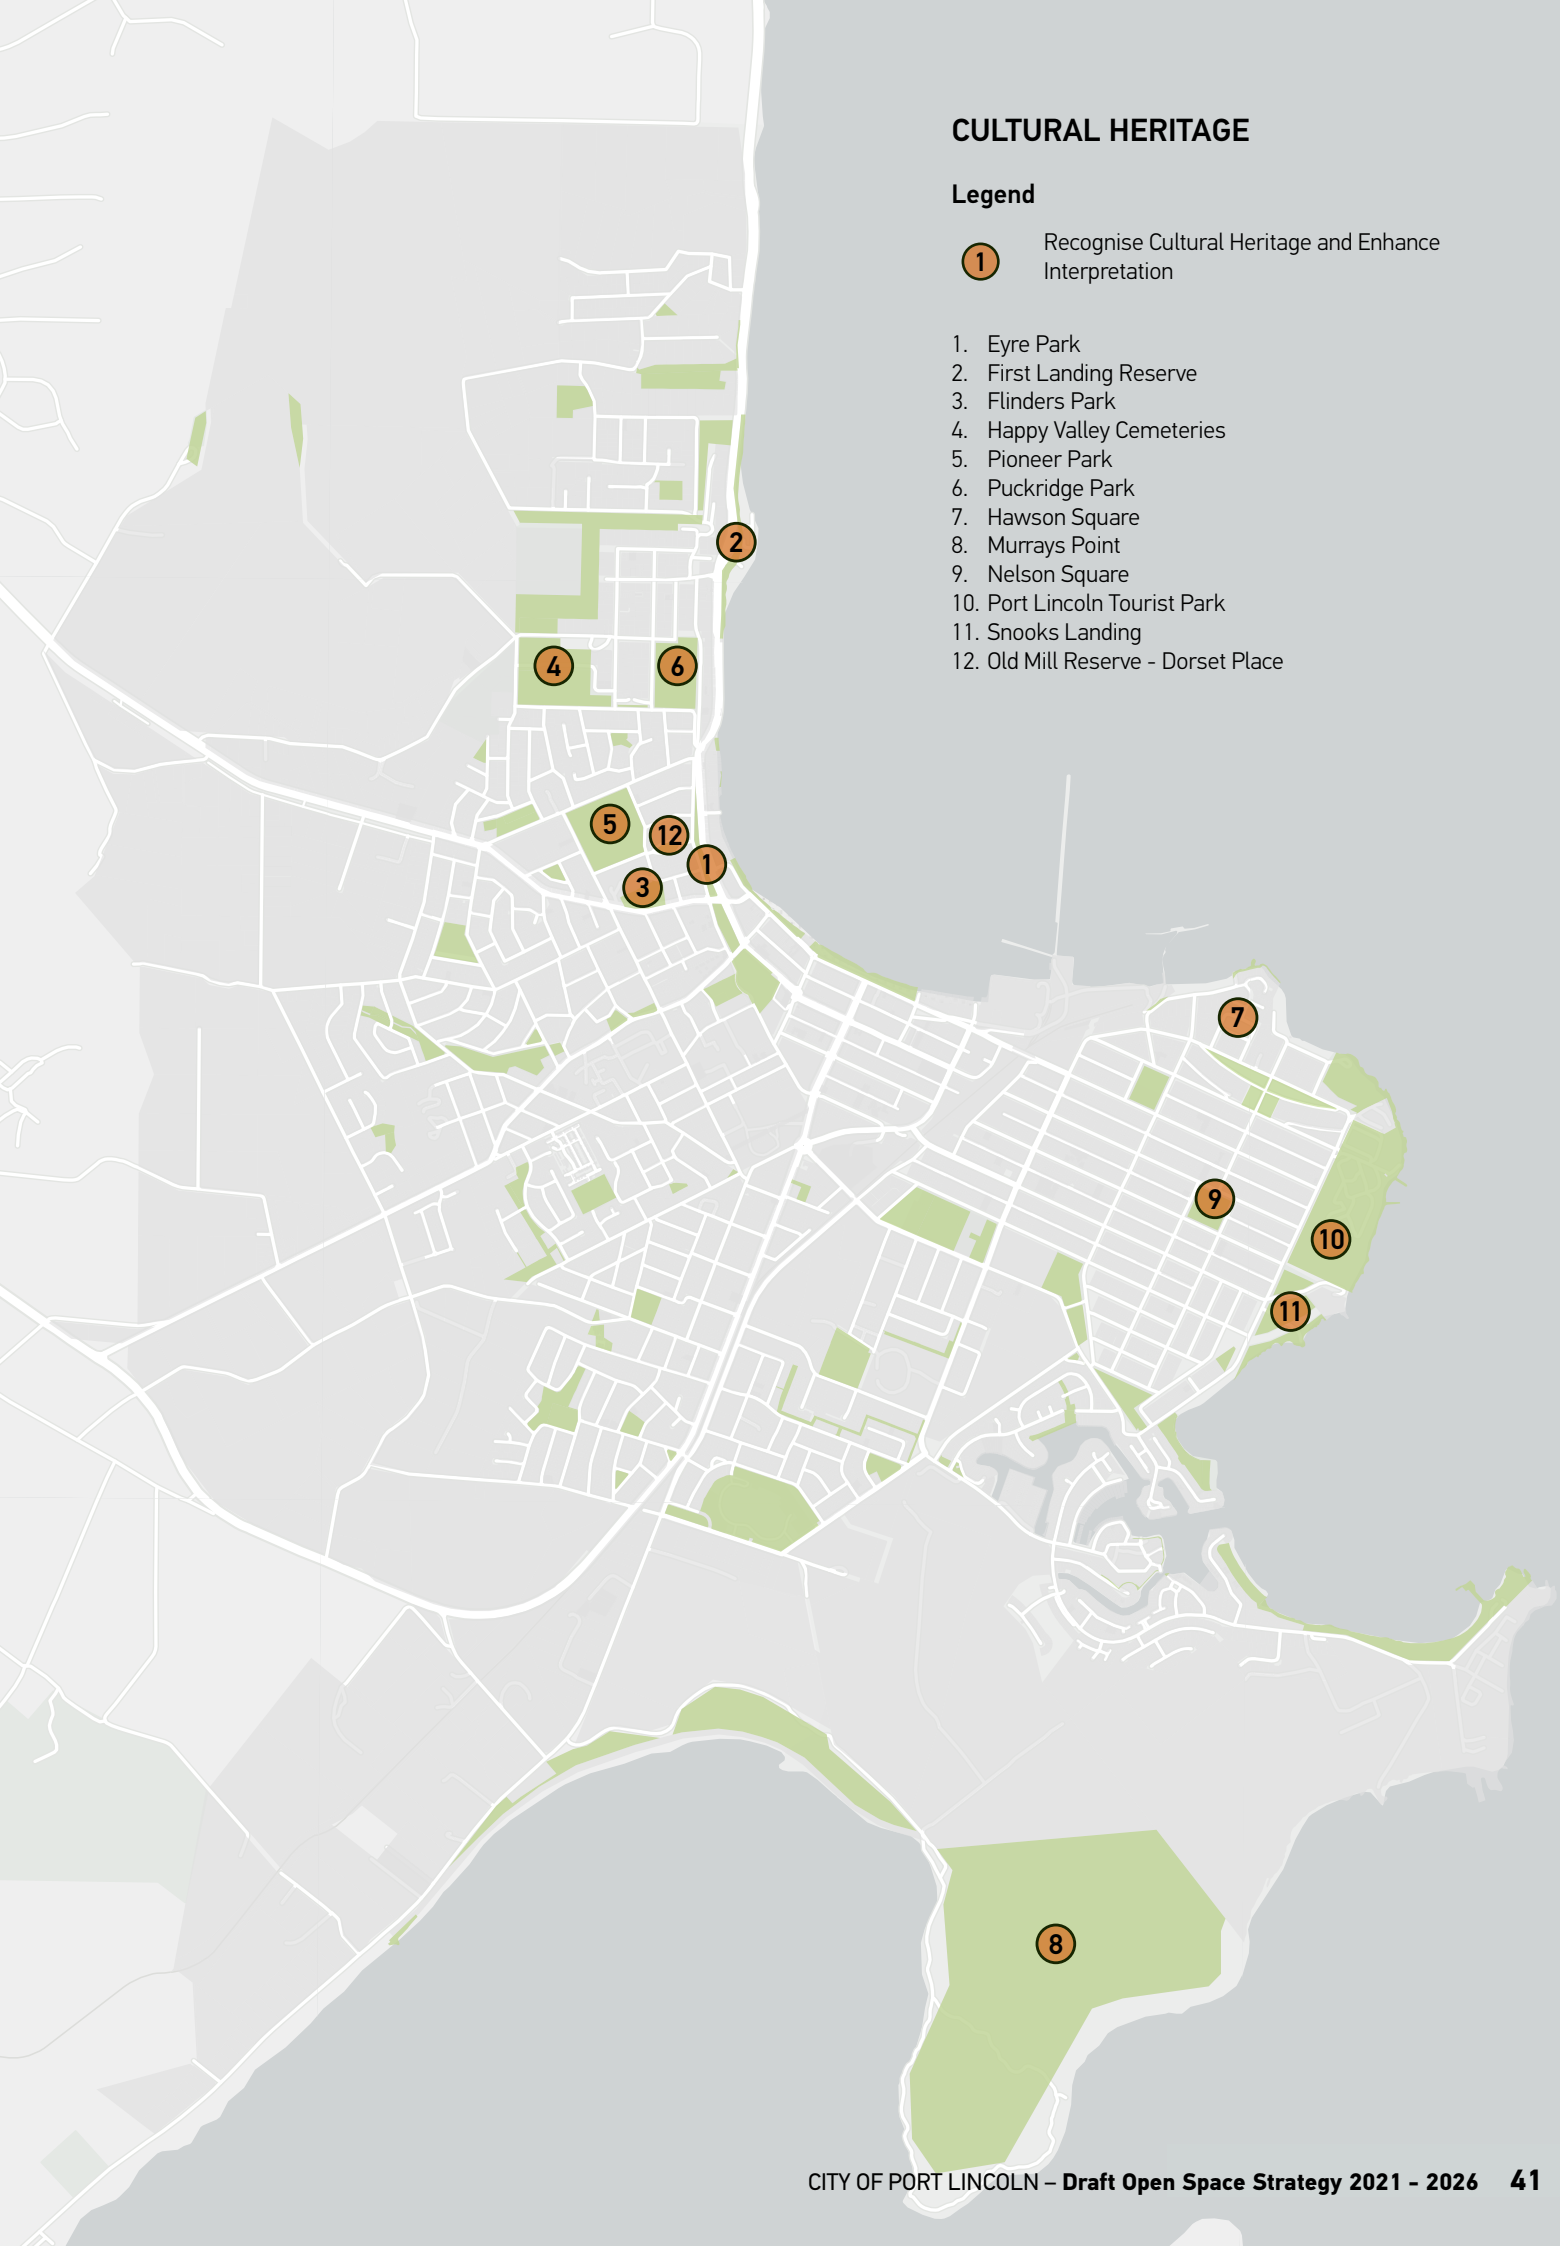 CULTURAL HERITAGE
Legend
1
Recognise Cultural Heritage and Enhance
Interpretation
1. Eyre Park
2. First Landing Reserve
3. Flinders Park
4. Happy Valley Cemeteries
5. Pioneer Park
6. Puckridge Park
7. Hawson Square
8. Murrays Point
9. Nelson Square
10. Port Lincoln Tourist Park
11. Snooks Landing
12. Old Mill Reserve - Dorset Place
2
4
6
5
12
1
3
7
9
10
11
8
CITY OF PORT LINCOLN – Draft Open Space Strategy 2021 - 2026 41